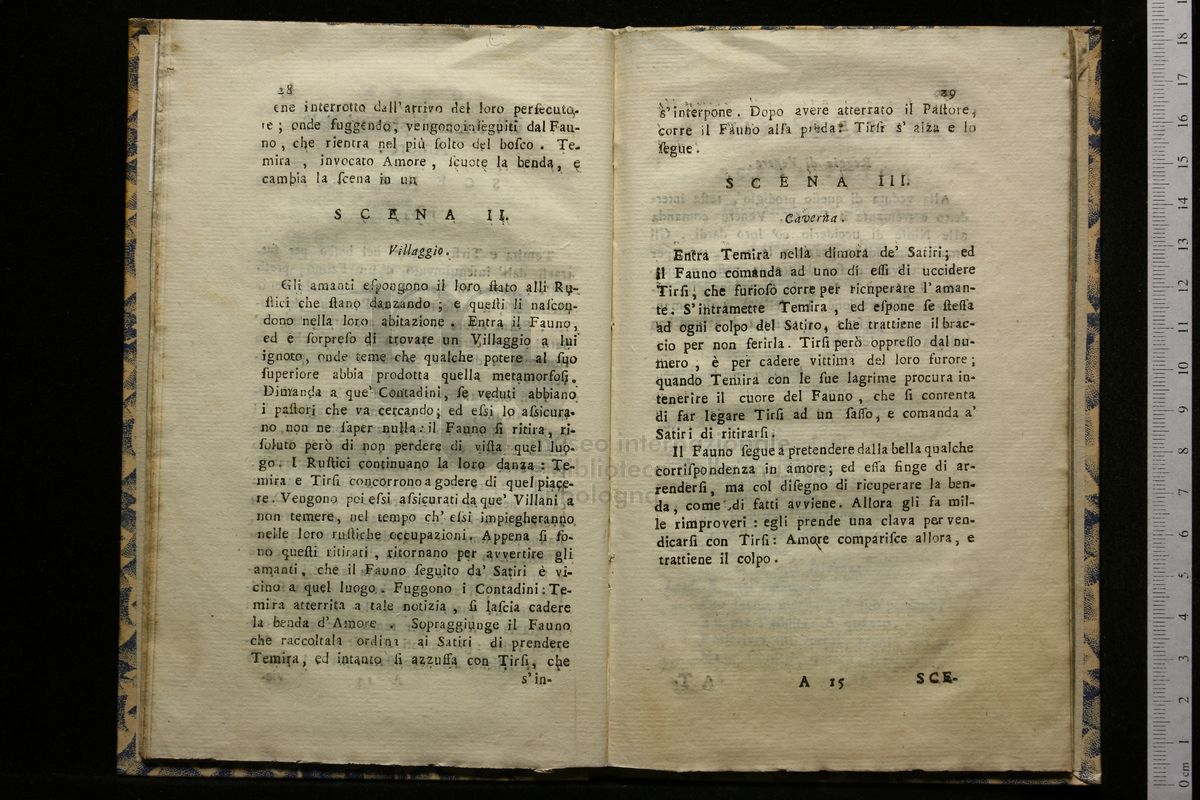 28
ene interrotto dall'arrivo del loro perſecuto-
re ; onde fuggendo, vengono inſeguiti dal Fau-
no , che rientra nel più folto del boſco . Te-
mira , invocato Amore , ſcuote la benda, e
cambia la ſcena in un
SCENA II.
Villaggio.
Gli amanti eſpongono il loro ſtato alli Ru-
ſtici che ſtano danzando ; e queſti li naſcon-
dono nella loro abitazione . Entra il Fauno,
ed e ſorpreſo di trovare un Villaggio a lui
ignoto, onde teme che qualche potere al ſuo
ſuperiore abbia prodotta quella metamorfoſi.
Dimanda a que' Contadini, ſe veduti abbiano
i paſtori che va cercando; ed eſsi lo aſsicura-
no non ne ſaper nulla : il Fauno ſi ritira, ri-
ſoluto però di non perdere di viſta quel luo-
go . I Ruſtici continuano la loro danza : Te-
mira e Tirſi concorrono a godere di quel piace-
re . Vengono poi eſsi aſsicurati da que' Villani a
non temere, nel tempo ch' eſsi impiegheranno
nelle loro ruſtiche occupazioni. Appena ſi ſo-
no queſti ritirati , ritornano per avvertire gli
amanti, che il Fauno ſeguito da' Satiri è vi-
cino a quel luogo . Fuggono i Contadini : Te-
mira atterrita a tale notizia , ſi laſcia cadere
la benda d'Amore . Sopraggiunge il Fauno
che raccoltala ordina ai Satiri di prendere
Temira, ed intanto ſi azzuffa con Tirſi, che
s'in-
29
s'interpone . Dopo avere atterrato il Paſtore,
corre il Fauno alla preda: Tirſi s' alza e lo
ſegue .
SCENA III.
Caverna.
Entra Temira nella dimora de' Satiri; ed
il Fauno comanda ad uno di eſſi di uccidere
Tirſi, che furioſo corre per ricuperare l'aman-
te. S'intramette Temira , ed eſpone ſe ſteſſa
ad ogni colpo del Satiro, che trattiene il brac-
cio per non ferirla. Tirſi però oppreſſo dal nu-
mero , è per cadere vittima del loro furore ;
quando Temira con le ſue lagrime procura in-
tenerire il cuore del Fauno , che ſi contenta
di far legare Tirſi ad un ſaſſo, e comanda a'
Satiri di ritirarſi.
Il Fauno ſegue a pretendere dalla bella qualche
corriſpondenza in amore; ed eſſa finge di ar-
renderſi, ma col diſegno di ricuperare la ben-
da, come di fatti avviene. Allora gli fa mil-
le rimproveri : egli prende una clava per ven-
dicarſi con Tirſi : Amore compariſce allora, e
trattiene il colpo .
A 15
SCE-